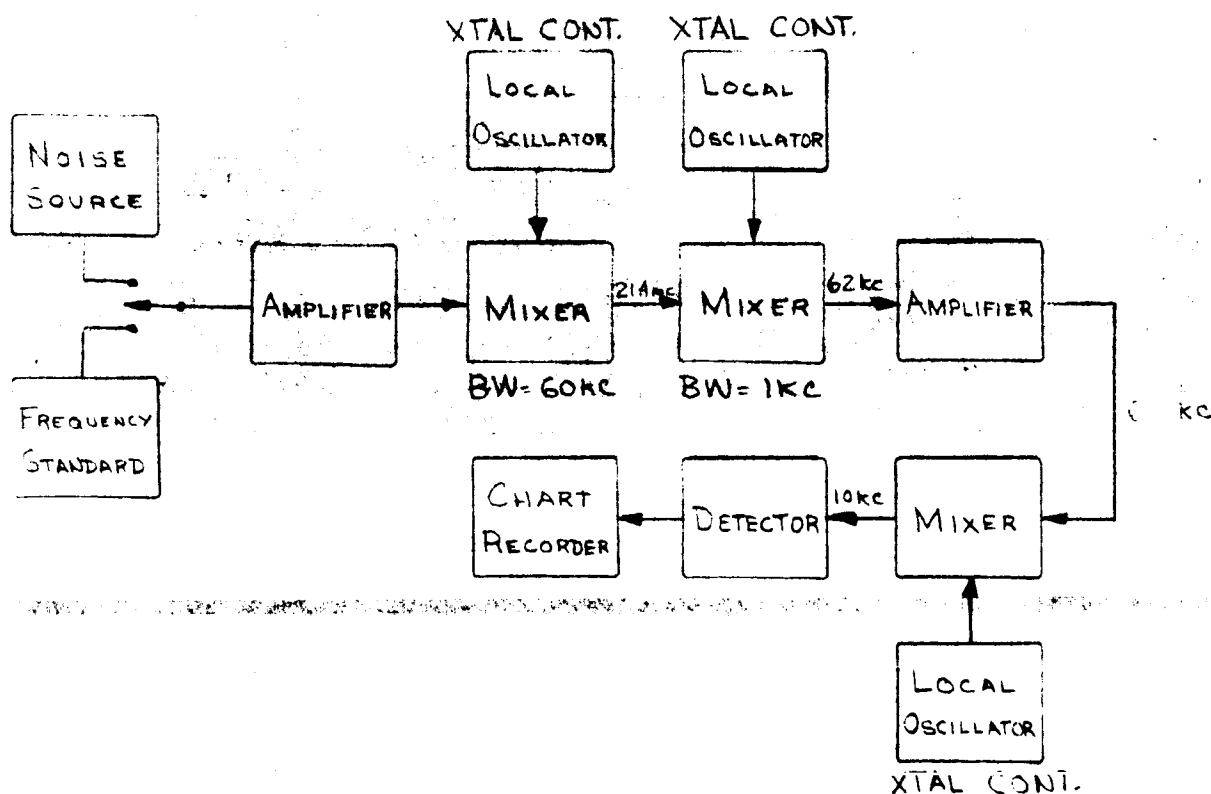 XTAL CONT.
XTAL CONT.
LOCAL
OSCILLATOR
LOCAL
OSCILLATOR
NOISE
SOURCE
AMPLIFIER
MIXER
MIXER
62KC
AMPLIFIER
BW=60KC
BW=1KC
FREQUENCY
STANDARD
KC
CHART
RECORDER
DETECTOR
10KC
MIXER
LOCAL
OSCILLATOR
XTAL CONT.